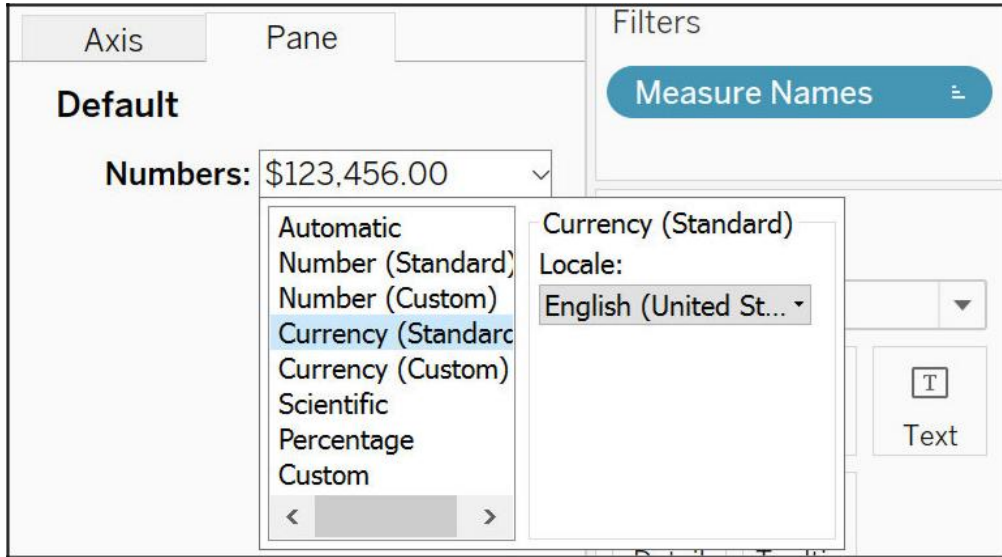 Axis
Pane
Filters
Measure Names
Default
Numbers: $123,456.00
Automatic
Number (Standard)
Number (Custom)
Currency (Standard
Currency (Custom)
Scientific
Percentage
Custom
Currency (Standard)
Locale:
English (United St...
T
Text